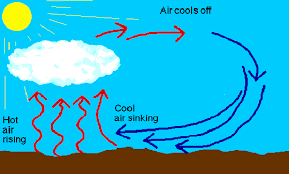 Air cools off
Hot
air
rising
Cool
air sinking